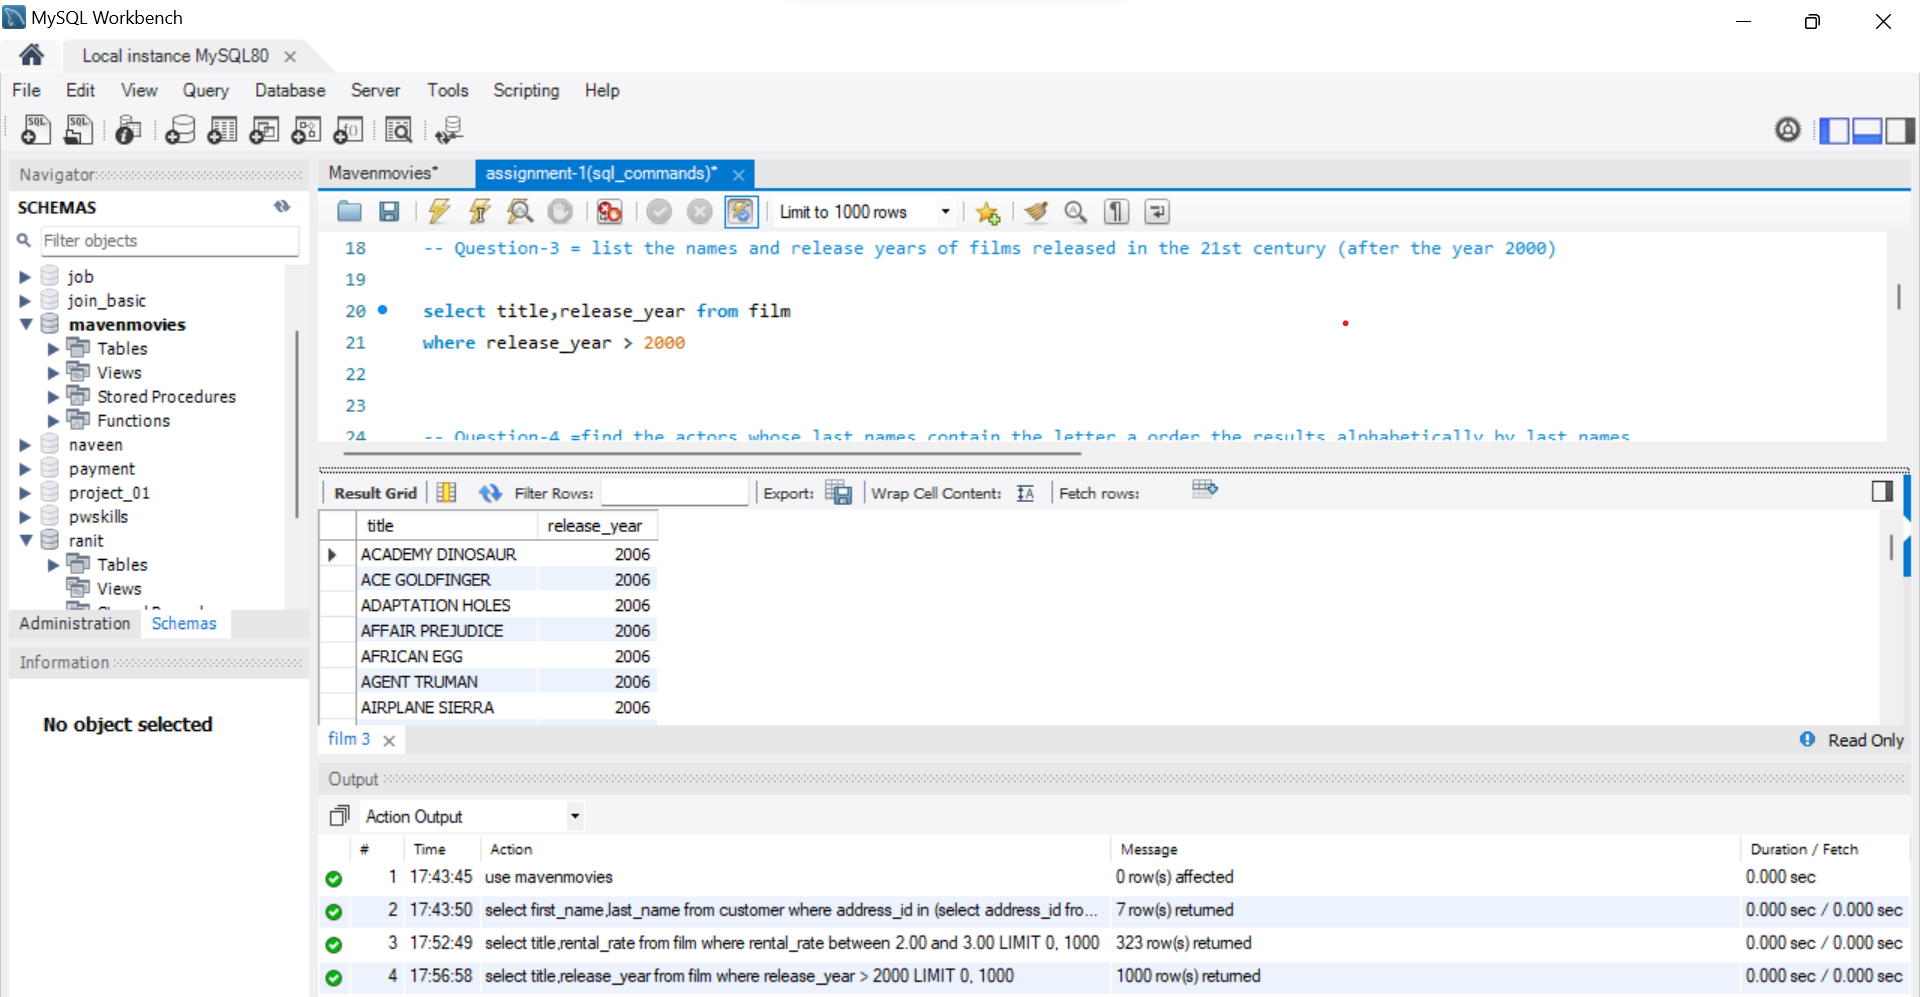 MySQL Workbench
Local instance MySQL80
File Edit View Query Database Server Tools Scripting Help
Navigator
SCHEMAS
Filter objects
job
join_basic
mavenmovies
Tables
Views
Stored Procedures
Functions
naveen
payment
project_01
pwskills
ranit
Tables
Views
Administration Schemas
Information
No object selected
Mavenmovies* assignment-1(sql_commands)*
Limit to 1000 rows
18 -- Question-3 = list the names and release years of films released in the 21st century (after the year 2000)
19
20 select title,release_year from film
21 where release_year > 2000
22
23
24 -- Question-4 =find the actors whose last names contain the letter a order the results alphabetically by last names
Result Grid Filter Rows: Export: Wrap Cell Content: Fetch rows:
title release_year
ACADEMY DINOSAUR 2006
ACE GOLDFINGER 2006
ADAPTATION HOLES 2006
AFFAIR PREJUDICE 2006
AFRICAN EGG 2006
AGENT TRUMAN 2006
AIRPLANE SIERRA 2006
film 3 Read Only
Output
Action Output
# Time Action Message Duration / Fetch
1 17:43:45 use mavenmovies 0 row(s) affected 0.000 sec
2 17:43:50 select first_name,last_name from customer where address_id in (select address_id fro... 7 row(s) returned 0.000 sec / 0.000 sec
3 17:52:49 select title,rental_rate from film where rental_rate between 2.00 and 3.00 LIMIT 0, 1000 323 row(s) returned 0.000 sec / 0.000 sec
4 17:56:58 select title,release_year from film where release_year > 2000 LIMIT 0, 1000 1000 row(s) returned 0.000 sec / 0.000 sec